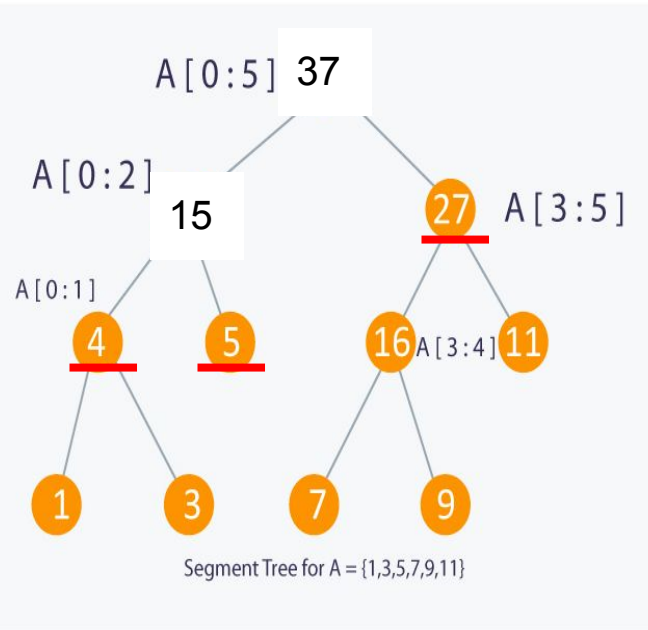 A[0:5] 37
A[0:2]
15
27 A[3:5]
A[0:1]
4 5 16 A[3:4] 11
1 3 7 9
Segment Tree for A = {1,3,5,7,9,11}